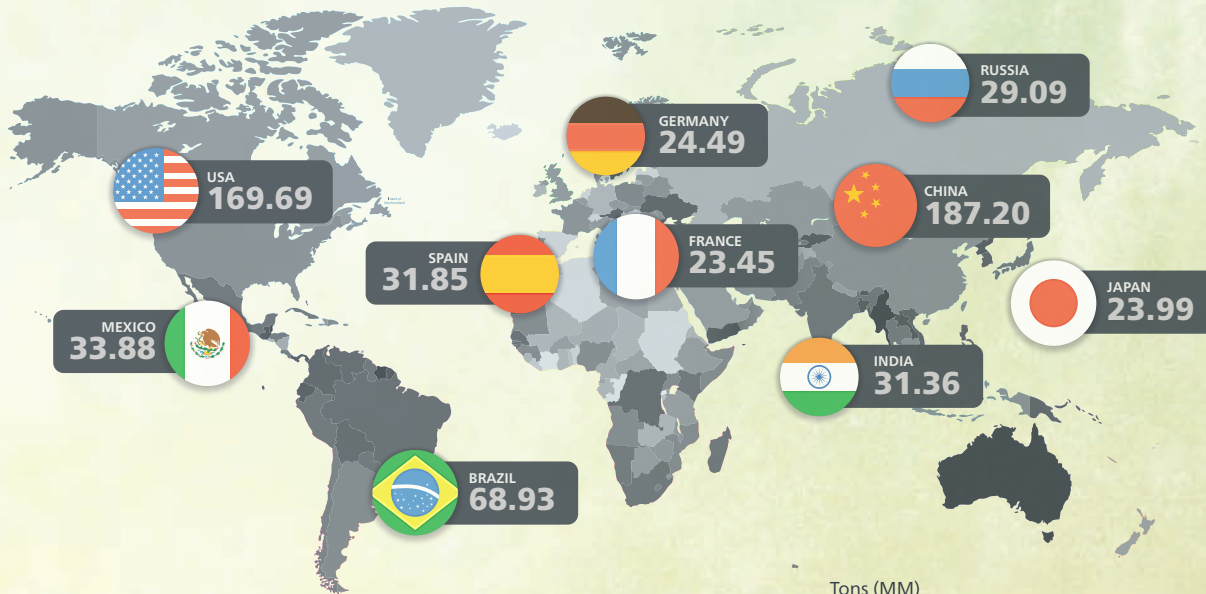 RUSSIA
29.09
GERMANY
24.49
USA
169.69
CHINA
187.20
FRANCE
23.45
SPAIN
31.85
JAPAN
23.99
MEXICO
33.88
INDIA
31.36
BRAZIL
68.93
Tons (MM)